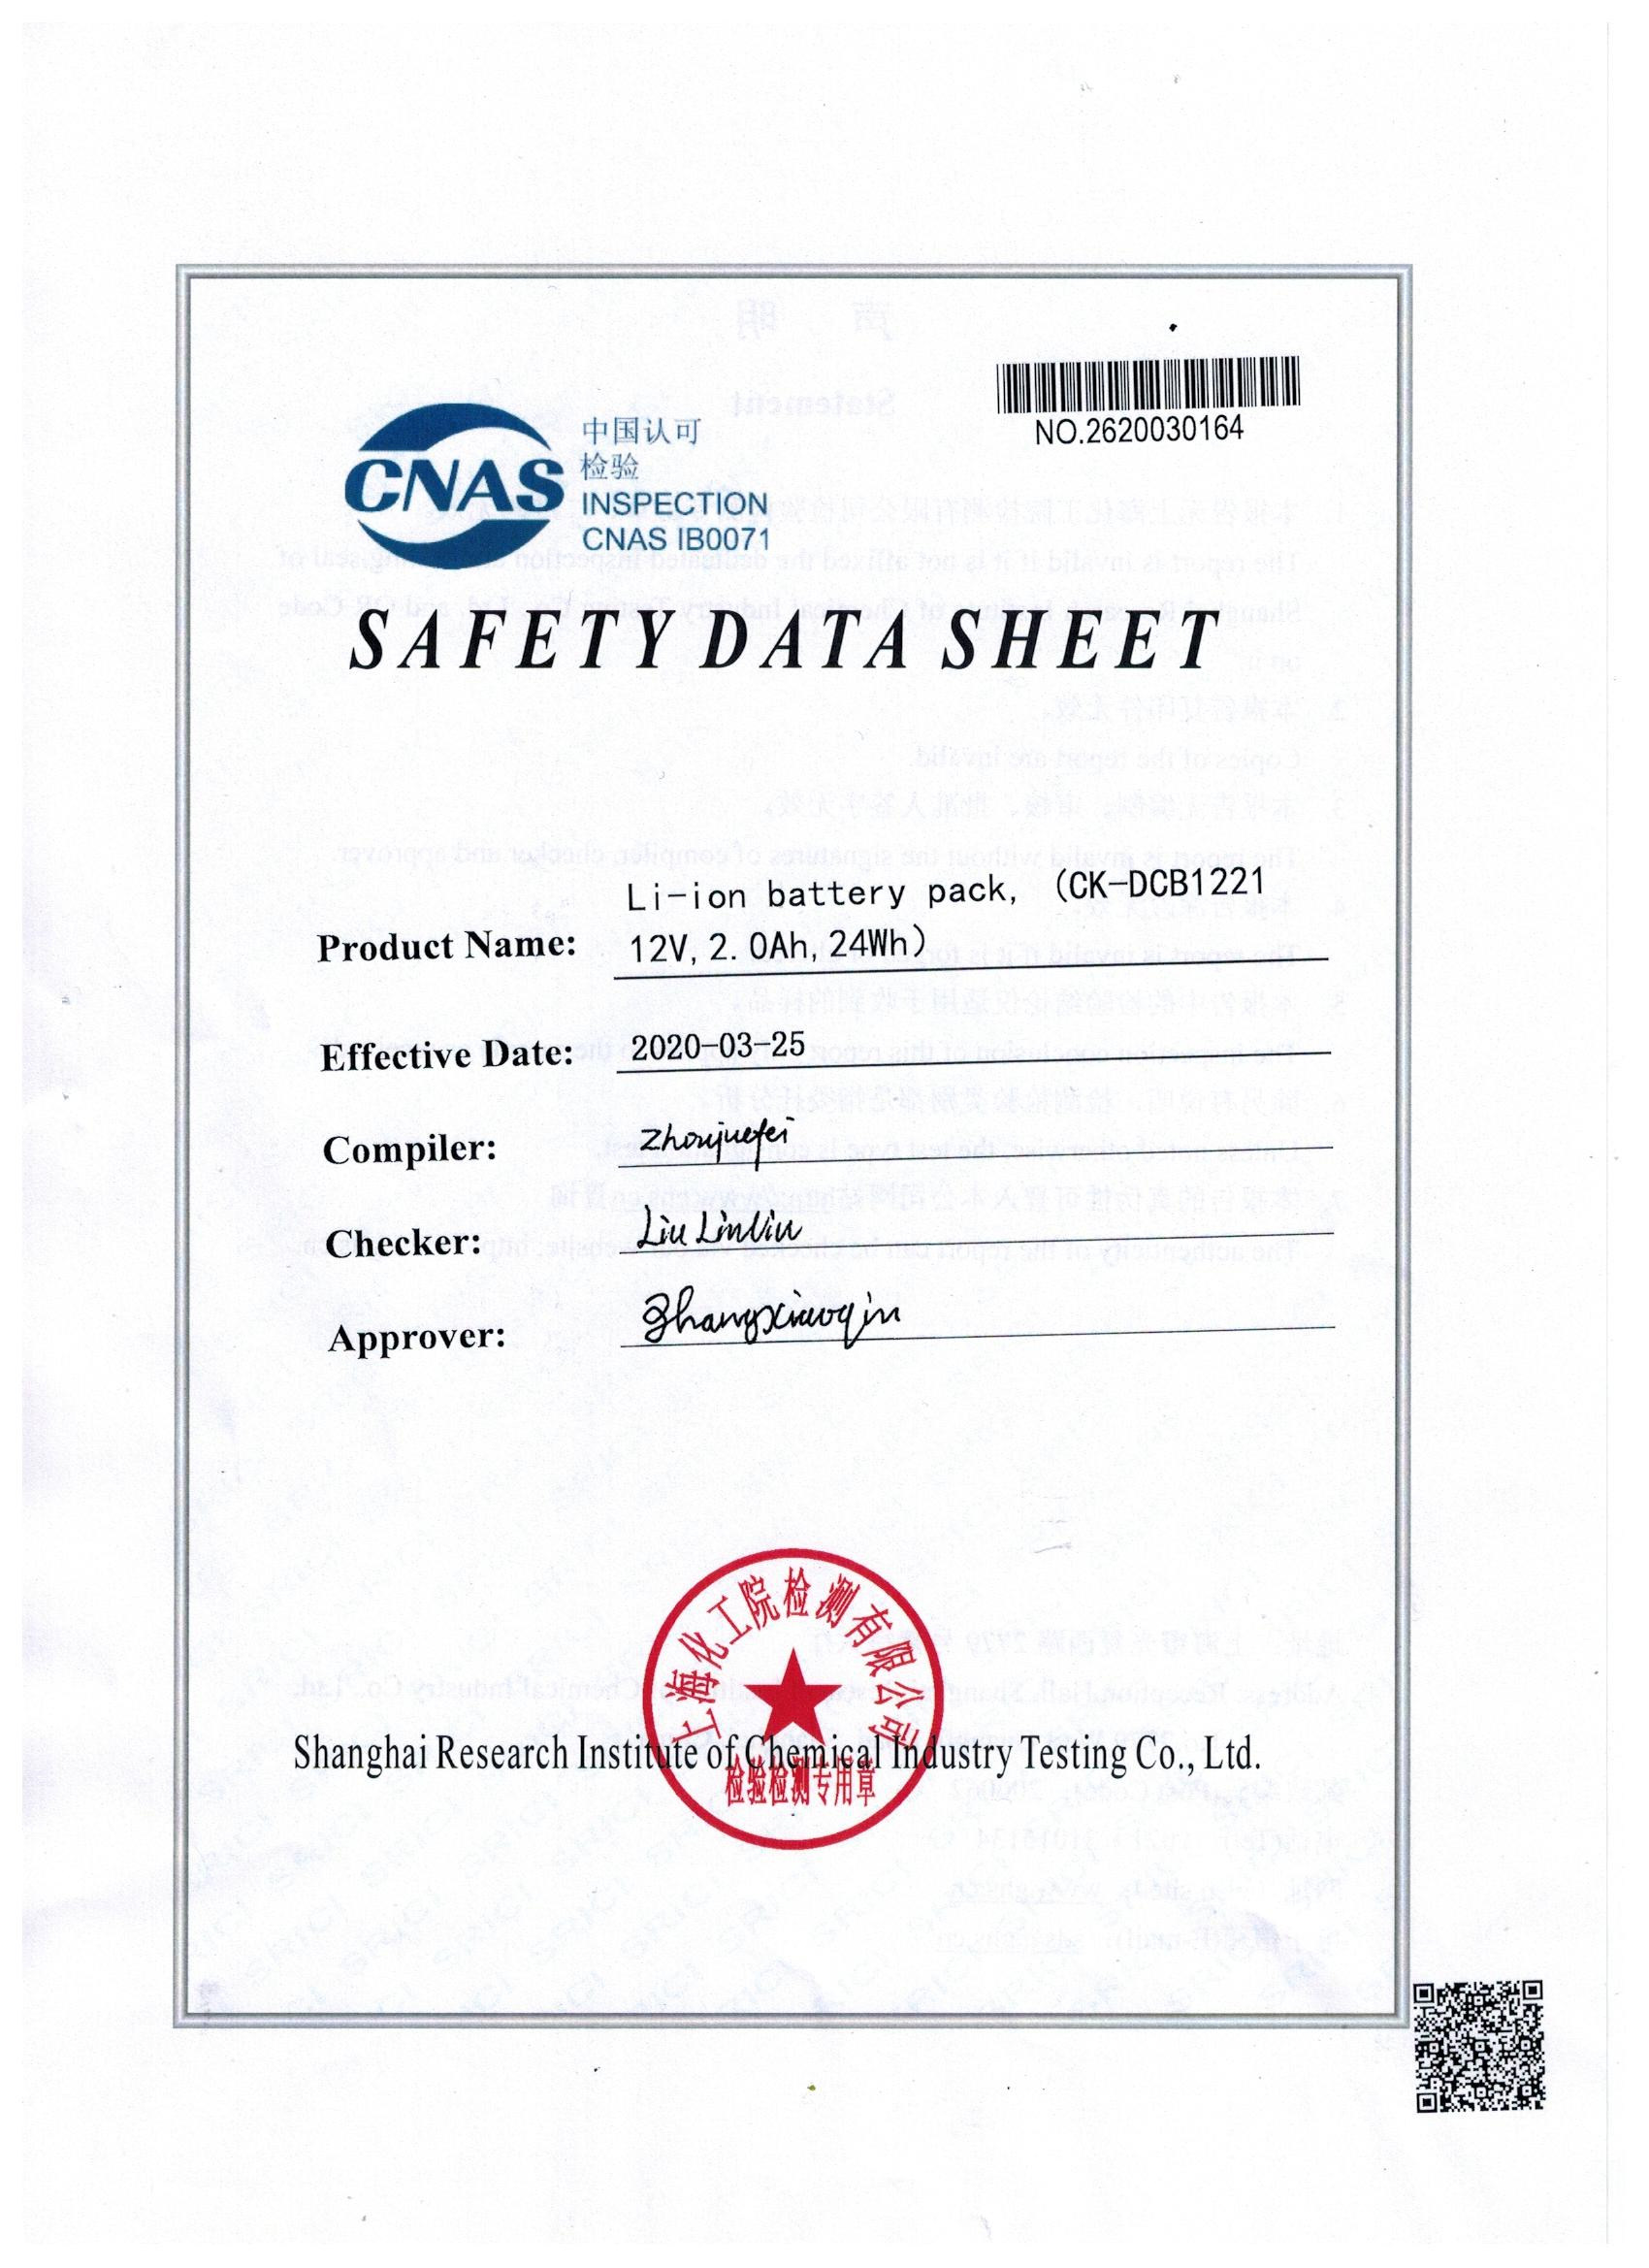 NO.2620030164
CNAS
中国认可
检验
INSPECTION
CNAS IB0071
SAFETY DATA SHEET
Li-ion battery pack, (CK-DCB1221
Product Name: 12V, 2.0Ah, 24Wh)
Effective Date: 2020-03-25
Compiler: Zhoujuefei
Checker: Liu Linliu
Approver: Zhangxiaoqin
上海化工院检测有限公司
Shanghai Research Institute of Chemical Industry Testing Co., Ltd.
检验检测专用章